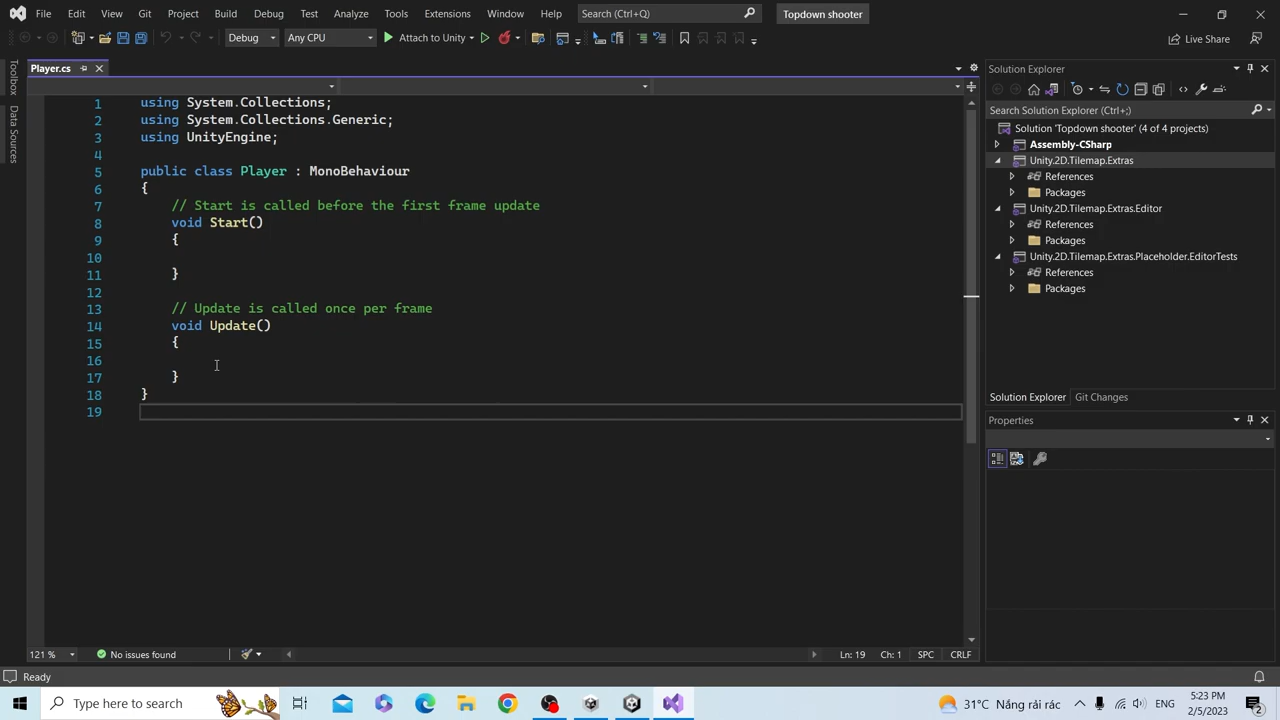 File Edit View Git Project Build Debug Test Analyze Tools Extensions Window Help Search (Ctrl+Q) Topdown shooter
Debug Any CPU Attach to Unity Live Share
Toolbox
Data Sources
Player.cs
1 using System.Collections;
2 using System.Collections.Generic;
3 using UnityEngine;
4
5 public class Player : MonoBehaviour
6 {
7 // Start is called before the first frame update
8 void Start()
9 {
10
11 }
12
13 // Update is called once per frame
14 void Update()
15 {
16
17 }
18 }
19
Solution Explorer
Search Solution Explorer (Ctrl+;)
Solution 'Topdown shooter' (4 of 4 projects)
Assembly-CSharp
Unity.2D.Tilemap.Extras
References
Packages
Unity.2D.Tilemap.Extras.Editor
References
Packages
Unity.2D.Tilemap.Extras.Placeholder.EditorTests
References
Packages
Solution Explorer Git Changes
Properties
121 % No issues found Ln: 19 Ch: 1 SPC CRLF
Ready
Type here to search 31°C Nắng rải rác ENG 5:23 PM
2/5/2023
2